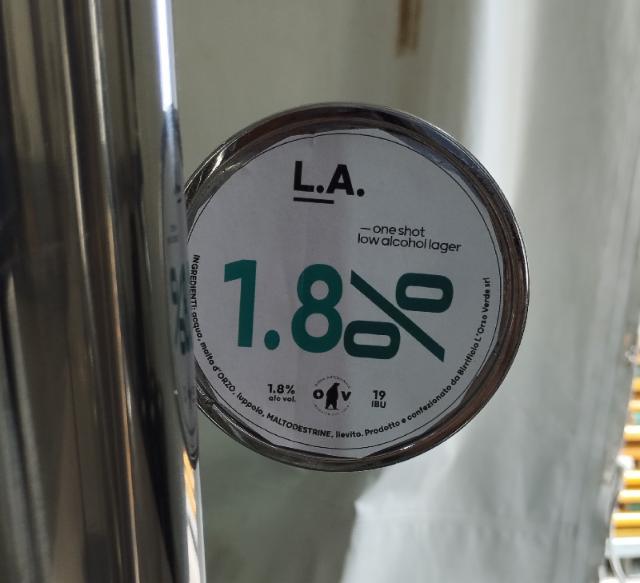 L.A.
— one shot
low alcohol lager
1.8%
1.8%
alc vol.
O V
19
IBU
INGREDIENTI: acqua, malto d'ORZO, luppolo, MALTODESTRINE, lievito. Prodotto e confezionato da Birrificio L'Orso Verde srl